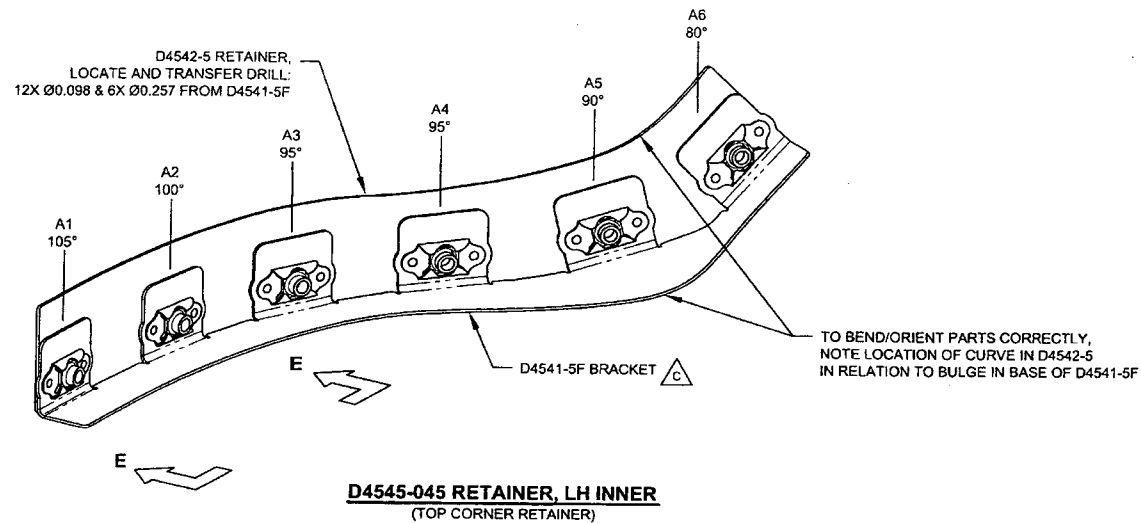 A6
80°
D4542-5 RETAINER,
LOCATE AND TRANSFER DRILL:
12X Ø0.098 & 6X Ø0.257 FROM D4541-5F
A5
90°
A4
95°
A3
95°
A2
100°
A1
105°
TO BEND/ORIENT PARTS CORRECTLY,
NOTE LOCATION OF CURVE IN D4542-5
IN RELATION TO BULGE IN BASE OF D4541-5F
E
D4541-5F BRACKET C
E
D4545-045 RETAINER, LH INNER
(TOP CORNER RETAINER)